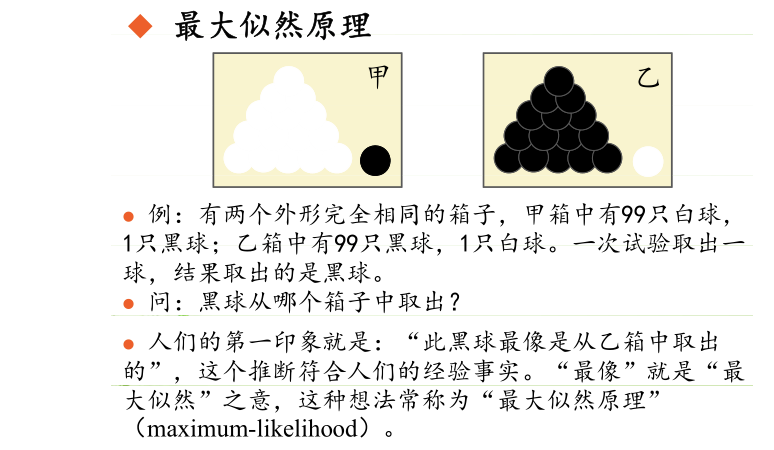 最大似然原理
甲
乙
例：有两个外形完全相同的箱子，甲箱中有99只白球，
1只黑球；乙箱中有99只黑球，1只白球。一次试验取出一
球，结果取出的是黑球。
问：黑球从哪个箱子中取出？
人们的第一印象就是：“此黑球最像是从乙箱中取出
的”，这个推断符合人们的经验事实。“最像”就是“最
大似然”之意，这种想法常称为“最大似然原理”
（maximum-likelihood）。